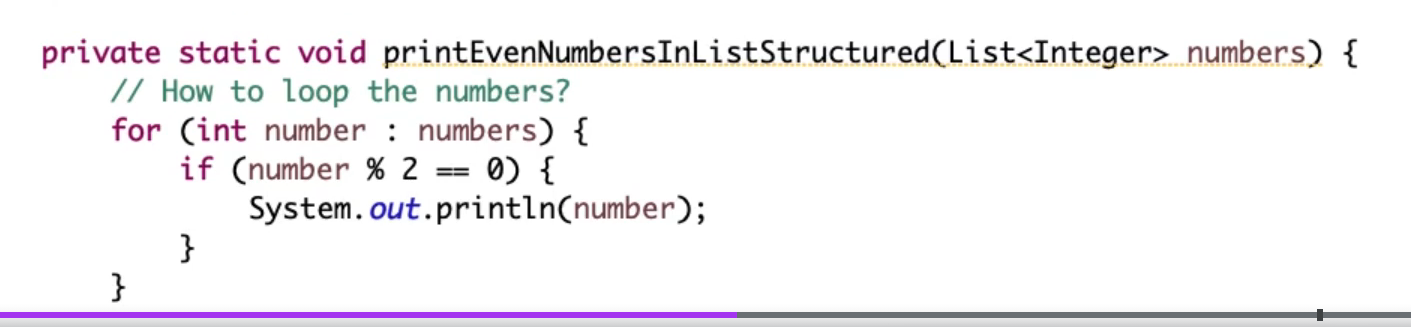 private static void printEvenNumbersInListStructured(List<Integer> numbers) {
// How to loop the numbers?
for (int number : numbers) {
if (number % 2 == 0) {
System.out.println(number);
}
}